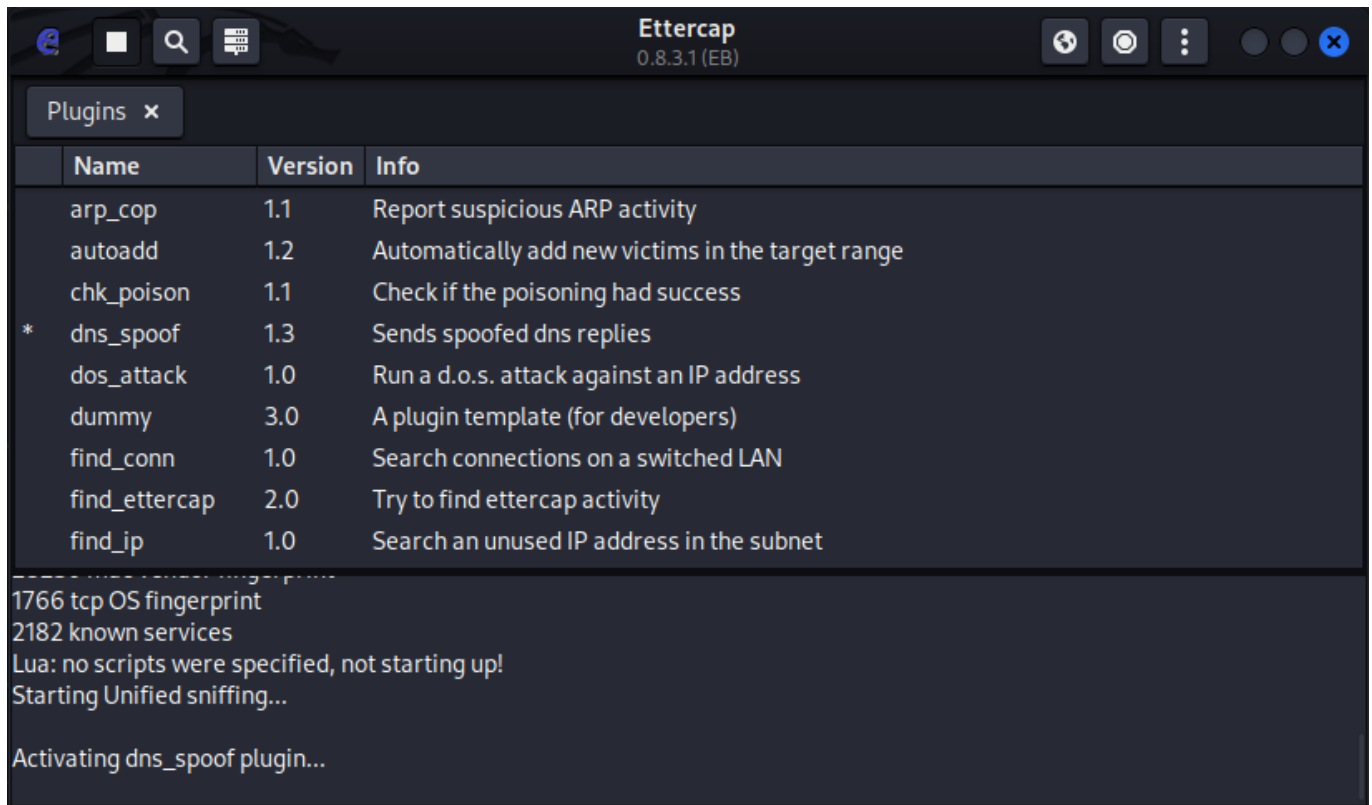 Ettercap
0.8.3.1 (EB)
Plugins ×
Name Version Info
arp_cop 1.1 Report suspicious ARP activity
autoadd 1.2 Automatically add new victims in the target range
chk_poison 1.1 Check if the poisoning had success
* dns_spoof 1.3 Sends spoofed dns replies
dos_attack 1.0 Run a d.o.s. attack against an IP address
dummy 3.0 A plugin template (for developers)
find_conn 1.0 Search connections on a switched LAN
find_ettercap 2.0 Try to find ettercap activity
find_ip 1.0 Search an unused IP address in the subnet
fingerprint
1766 tcp OS fingerprint
2182 known services
Lua: no scripts were specified, not starting up!
Starting Unified sniffing...
Activating dns_spoof plugin...